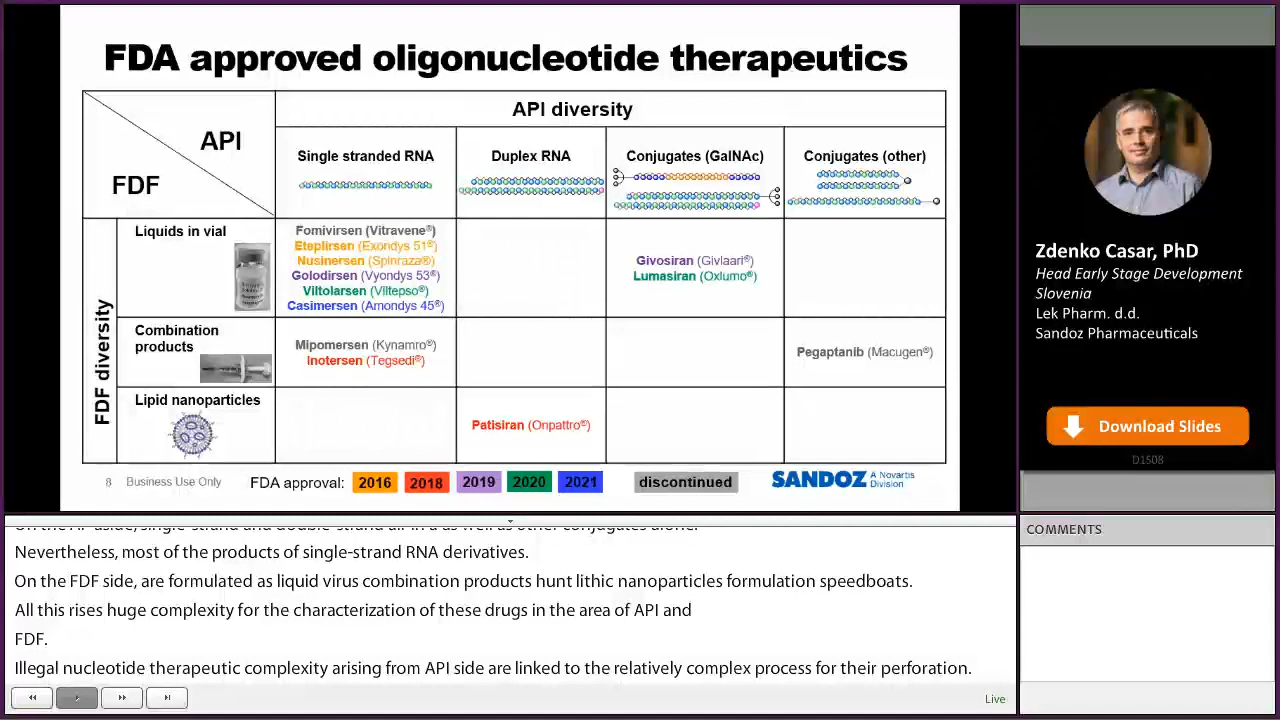 FDA approved oligonucleotide therapeutics
API
FDF
API diversity
Single stranded RNA
Duplex RNA
Conjugates (GalNAc)
Conjugates (other)
FDF diversity
Liquids in vial
Fomivirsen (Vitravene®)
Eteplirsen (Exondys 51®)
Nusinersen (Spinraza®)
Golodirsen (Vyondys 53®)
Viltolarsen (Viltepso®)
Casimersen (Amondys 45®)
Givosiran (Givlaari®)
Lumasiran (Oxlumo®)
Combination
products
Mipomersen (Kynamro®)
Inotersen (Tegsedi®)
Pegaptanib (Macugen®)
Lipid nanoparticles
Patisiran (Onpattro®)
8 Business Use Only
FDA approval: 2016 2018 2019 2020 2021 discontinued
SANDOZ A Novartis
Division
Zdenko Casar, PhD
Head Early Stage Development
Slovenia
Lek Pharm. d.d.
Sandoz Pharmaceuticals
Download Slides
D1508
COMMENTS
Nevertheless, most of the products of single-strand RNA derivatives.
On the FDF side, are formulated as liquid virus combination products hunt lithic nanoparticles formulation speedboats.
All this rises huge complexity for the characterization of these drugs in the area of API and
FDF.
Illegal nucleotide therapeutic complexity arising from API side are linked to the relatively complex process for their perforation.
Live